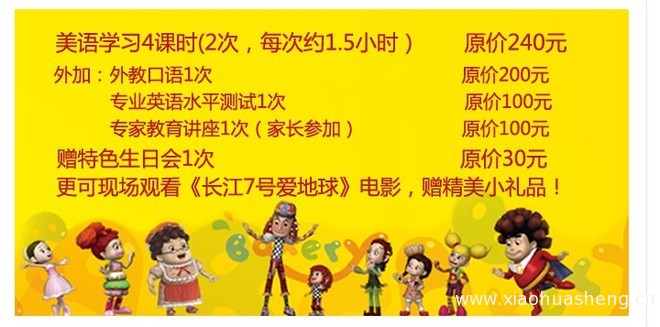 美语学习4课时(2次，每次约1.5小时） 原价240元
外加：外教口语1次 原价200元
专业英语水平测试1次 原价100元
专家教育讲座1次（家长参加） 原价100元
赠特色生日会1次 原价30元
更可现场观看《长江7号爱地球》电影，赠精美小礼品！
Bakery
www.xiaohuasheng.cn